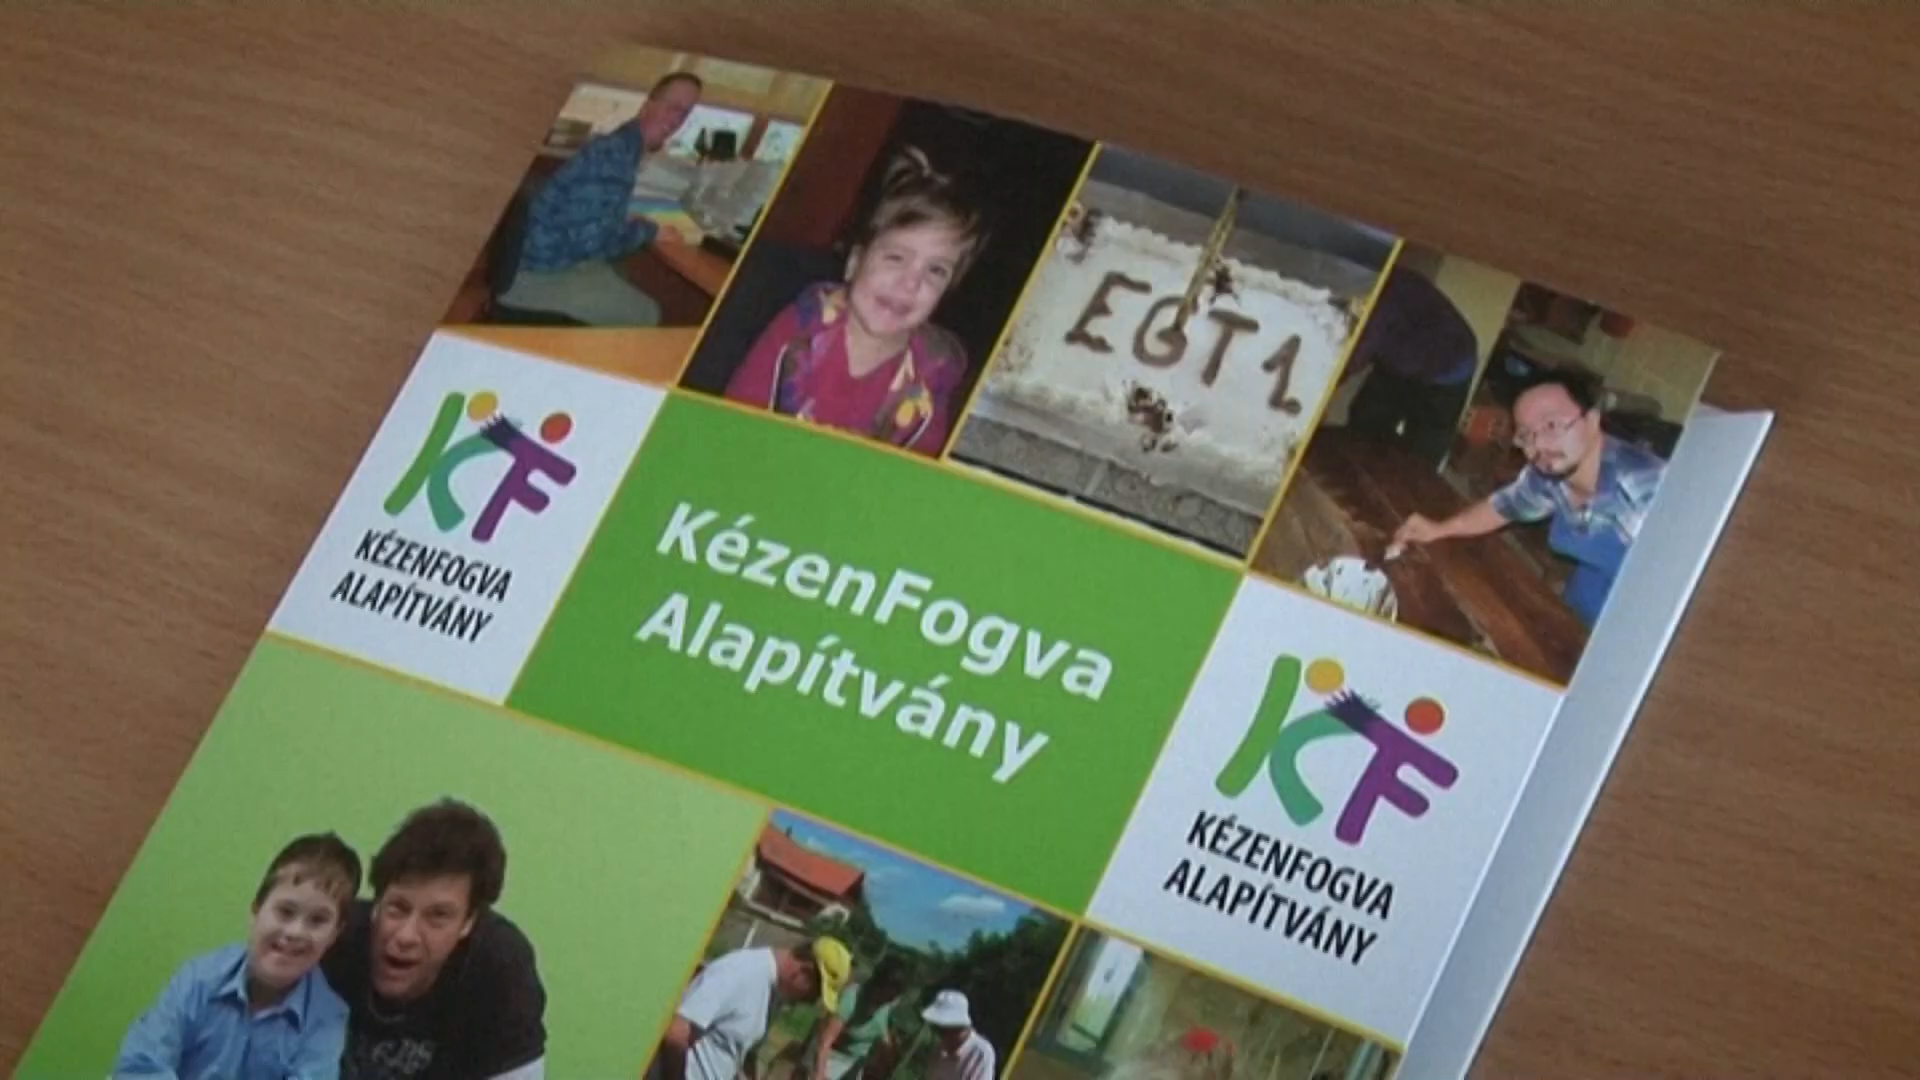 EGT1
KF
KÉZENFOGVA
ALAPÍTVÁNY
KézenFogva
Alapítvány
KF
KÉZENFOGVA
ALAPÍTVÁNY